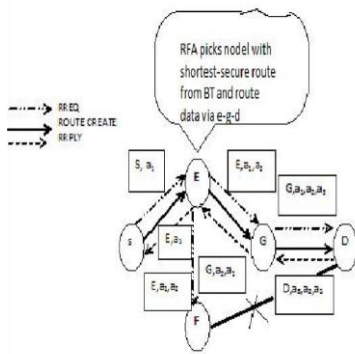 RFA picks nodel with
shortest-secure route
from BT and route
data via e-g-d
RREQ
ROUTE CREATE
RRPLY
S, a₁
E
E,a₁,a₂
G,a₁,a₂,a₃
s
E,a₁
G
D
E,a₁,a₂
G,a₂,a₁
D,a₃,a₂,a₁
F